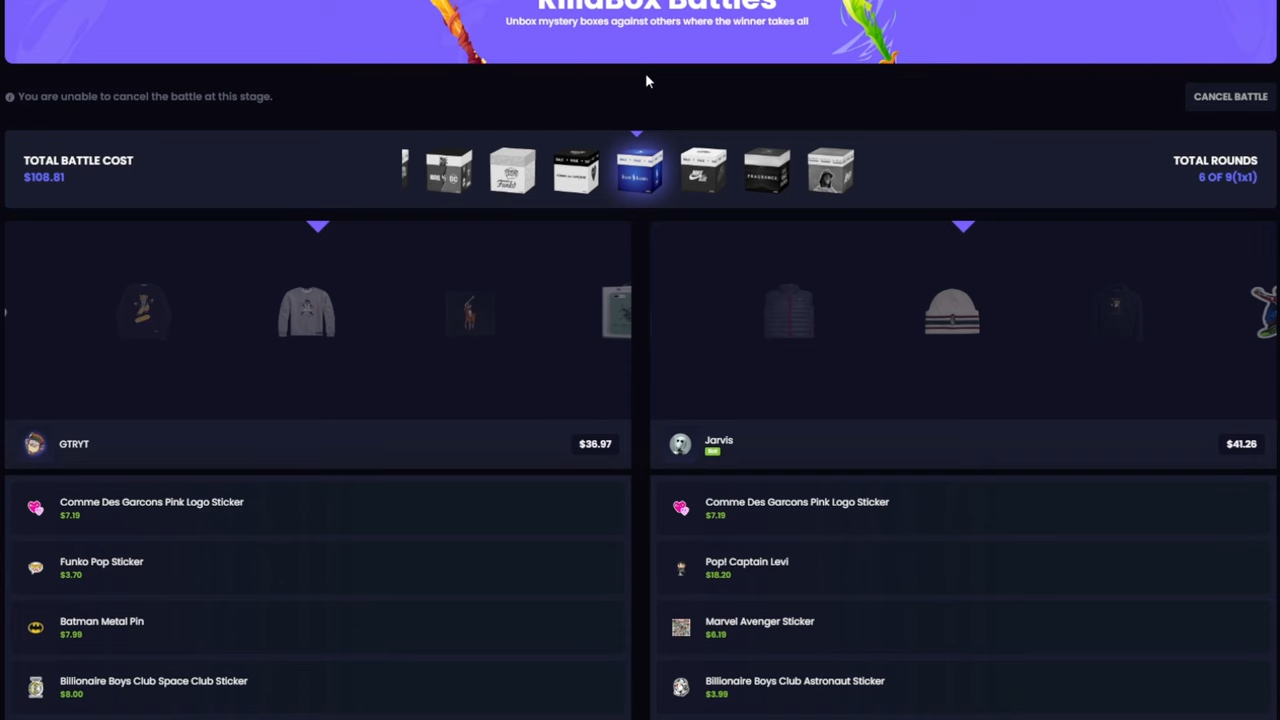 KillaBox Battles
Unbox mystery boxes against others where the winner takes all
You are unable to cancel the battle at this stage.
CANCEL BATTLE
TOTAL BATTLE COST
$108.81
FRAGRANCE
TOTAL ROUNDS
6 OF 9(1x1)
GTRYT
$36.97
Jarvis
Bot
$41.26
Comme Des Garcons Pink Logo Sticker
$7.19
Funko Pop Sticker
$3.70
Batman Metal Pin
$7.99
Billionaire Boys Club Space Club Sticker
$8.00
Comme Des Garcons Pink Logo Sticker
$7.19
Pop! Captain Levi
$18.20
Marvel Avenger Sticker
$6.19
Billionaire Boys Club Astronaut Sticker
$3.99